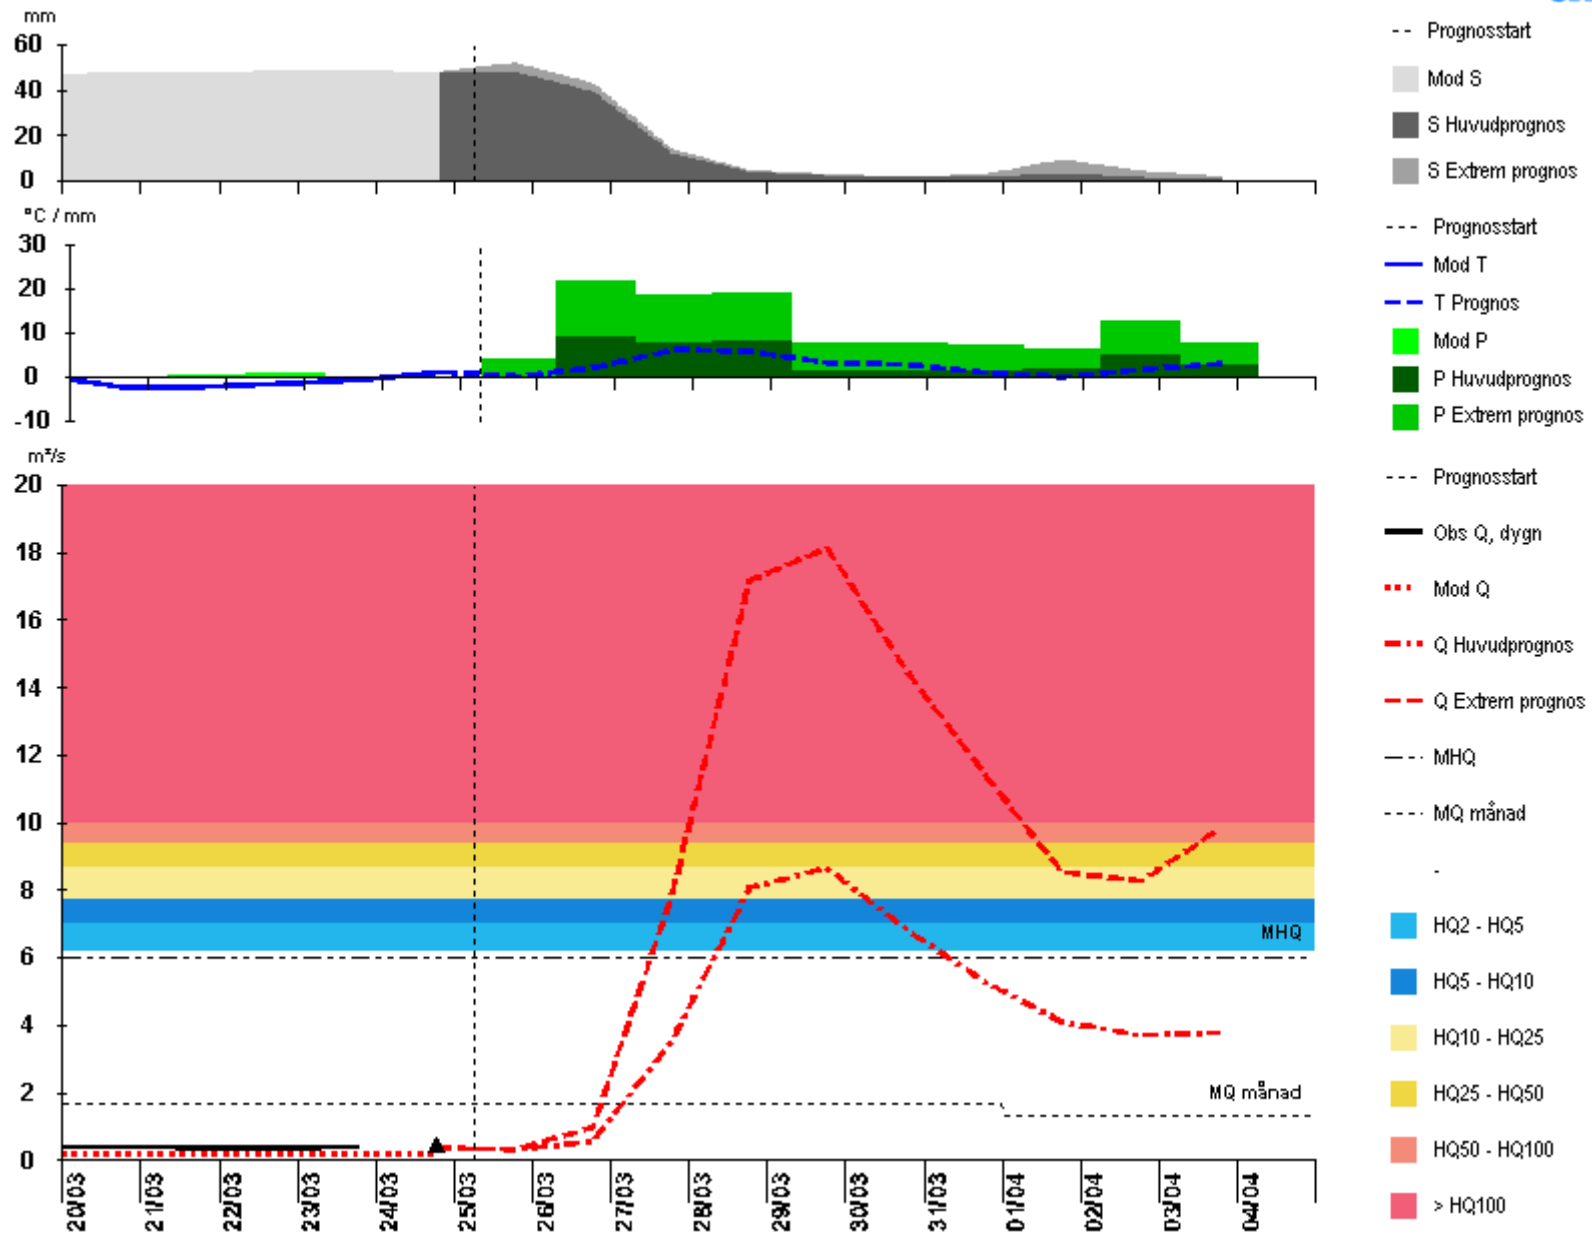 mm
60
40
20
0
-- Prognosstart
Mod S
S Huvudprognos
S Extrem prognos
°C / mm
30
20
10
0
-10
--- Prognosstart
Mod T
T Prognos
Mod P
P Huvudprognos
P Extrem prognos
m³/s
20
18
16
14
12
10
8
6
4
2
0
MHQ
MQ månad
20/03
21/03
22/03
23/03
24/03
25/03
26/03
27/03
28/03
29/03
30/03
31/03
01/04
02/04
03/04
04/04
--- Prognosstart
Obs Q, dygn
Mod Q
Q Huvudprognos
Q Extrem prognos
MHQ
MQ månad
-
HQ2 - HQ5
HQ5 - HQ10
HQ10 - HQ25
HQ25 - HQ50
HQ50 - HQ100
> HQ100